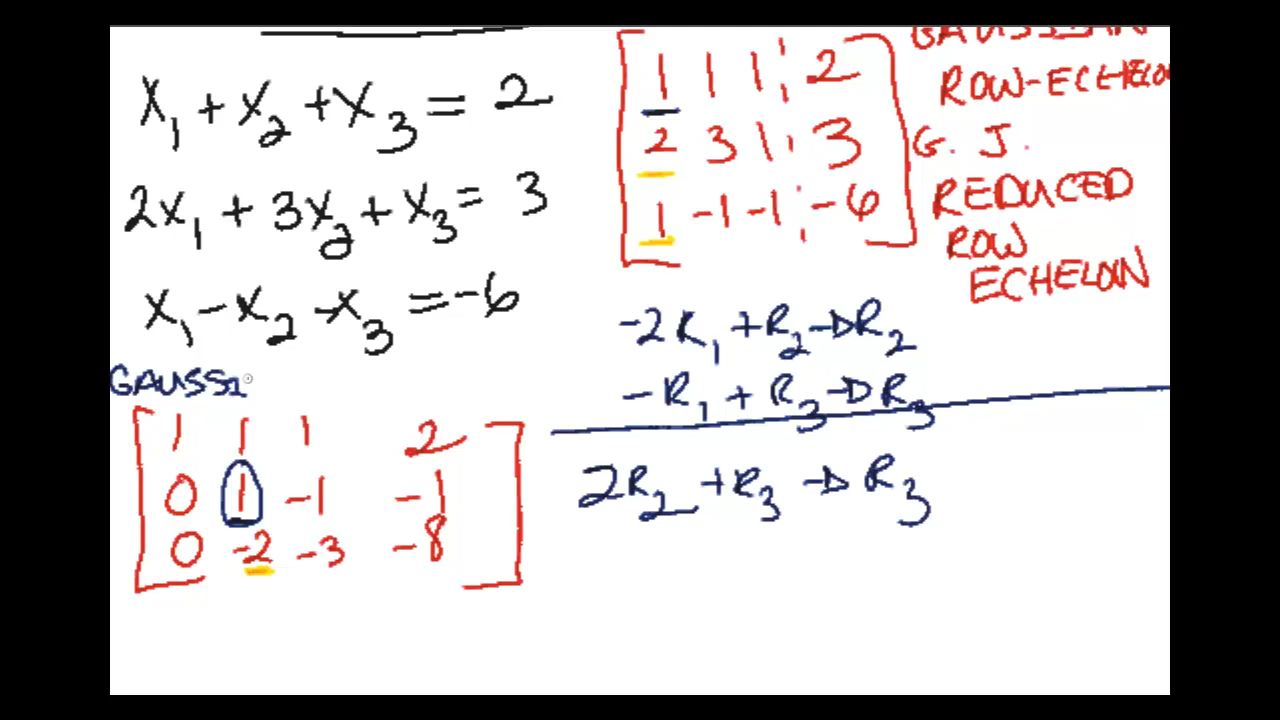 x₁ + x₂ + x₃ = 2
2x₁ + 3x₂ + x₃ = 3
x₁ - x₂ - x₃ = -6
1 1 1 ¦ 2
2 3 1 ¦ 3
1 -1 -1 ¦ -6
ROW-ECHELO
G. J.
REDUCED
ROW
ECHELON
-2R₁ + R₂ → R₂
-R₁ + R₃ → R₃
GAUSSI
1 1 1 2
0 1 -1 -1
0 -2 -3 -8
2R₂ + R₃ → R₃